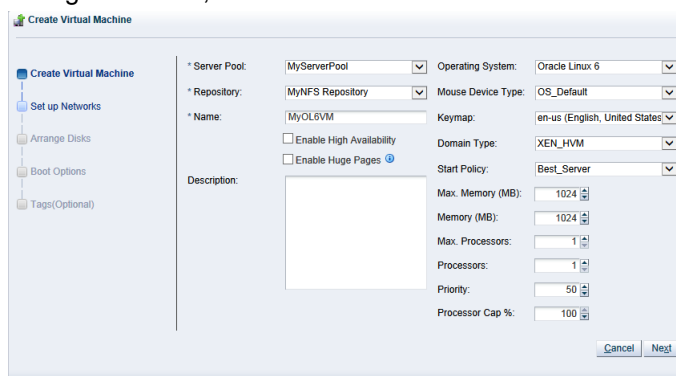 Create Virtual Machine
Create Virtual Machine
Set up Networks
Arrange Disks
Boot Options
Tags(Optional)
* Server Pool: MyServerPool
* Repository: MyNFS Repository
* Name: MyOL6VM
Enable High Availability
Enable Huge Pages
Description:
Operating System: Oracle Linux 6
Mouse Device Type: OS_Default
Keymap: en-us (English, United States
Domain Type: XEN_HVM
Start Policy: Best_Server
Max. Memory (MB): 1024
Memory (MB): 1024
Max. Processors: 1
Processors: 1
Priority: 50
Processor Cap %: 100
Cancel Next